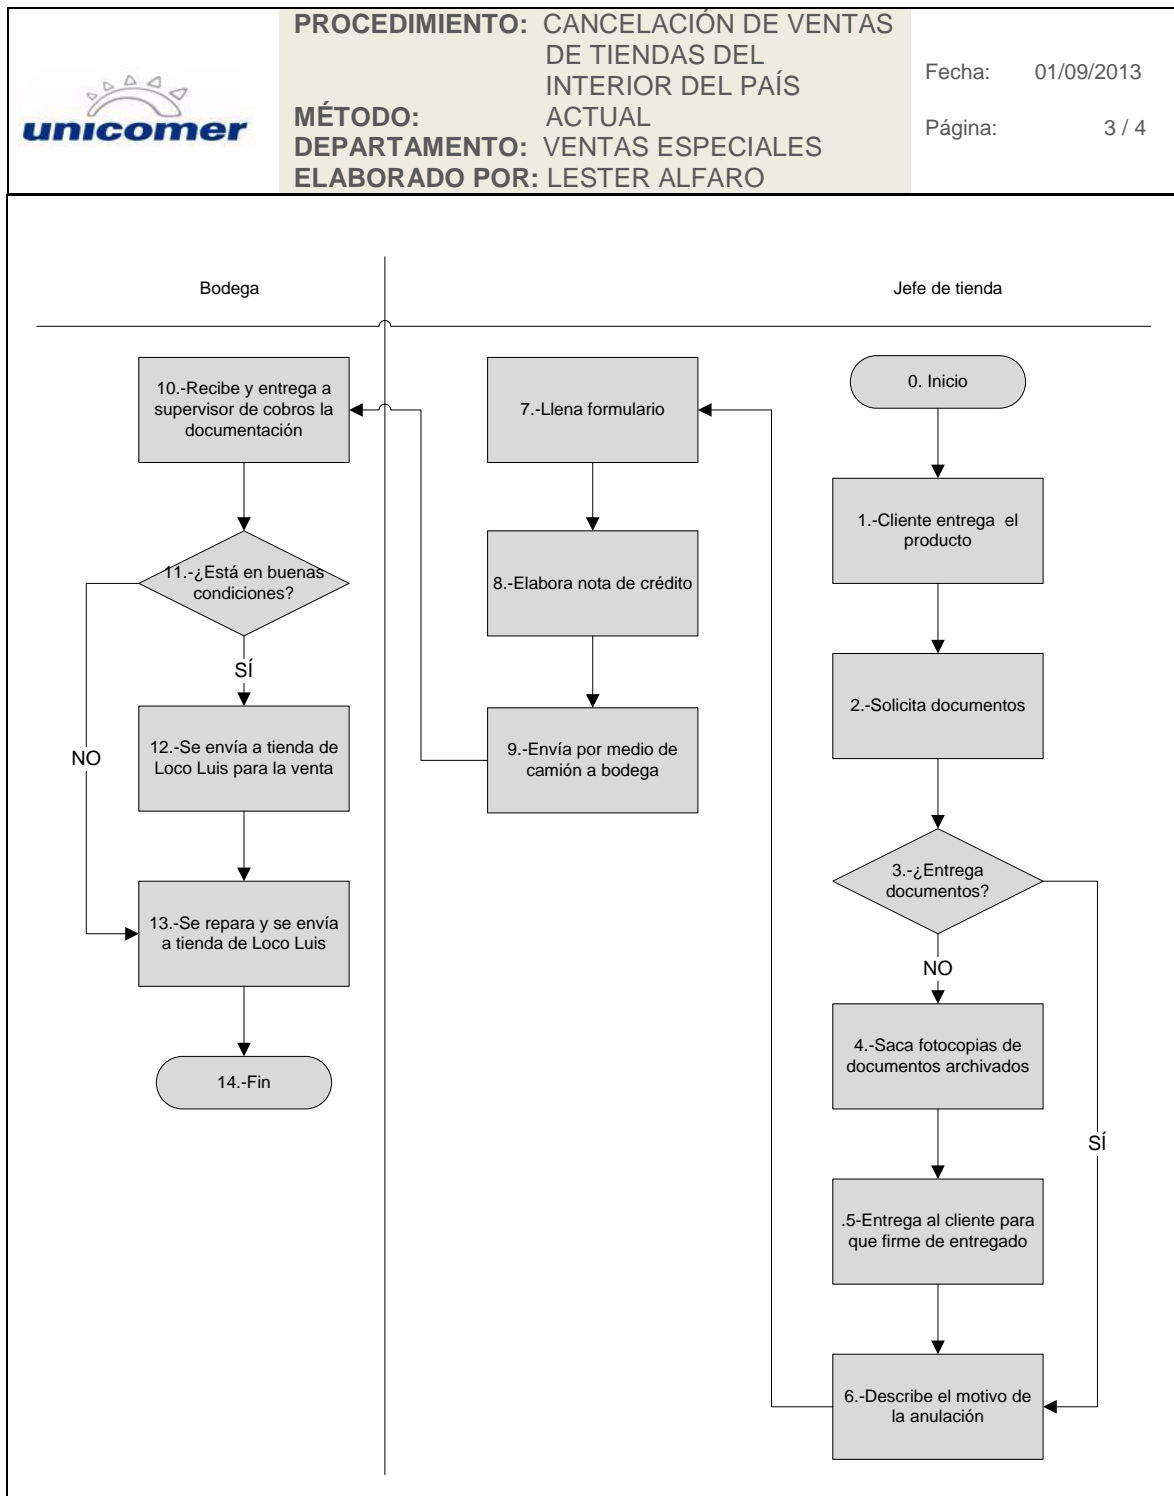 unicomer
PROCEDIMIENTO: CANCELACIÓN DE VENTAS
DE TIENDAS DEL
INTERIOR DEL PAÍS
MÉTODO: ACTUAL
DEPARTAMENTO: VENTAS ESPECIALES
ELABORADO POR: LESTER ALFARO
Fecha: 01/09/2013
Página: 3 / 4
Bodega
Jefe de tienda
0. Inicio
1.-Cliente entrega el
producto
2.-Solicita documentos
3.-¿Entrega
documentos?
NO
SÍ
4.-Saca fotocopias de
documentos archivados
.5-Entrega al cliente para
que firme de entregado
6.-Describe el motivo de
la anulación
7.-Llena formulario
8.-Elabora nota de crédito
9.-Envía por medio de
camión a bodega
10.-Recibe y entrega a
supervisor de cobros la
documentación
11.-¿Está en buenas
condiciones?
SÍ
NO
12.-Se envía a tienda de
Loco Luis para la venta
13.-Se repara y se envía
a tienda de Loco Luis
14.-Fin